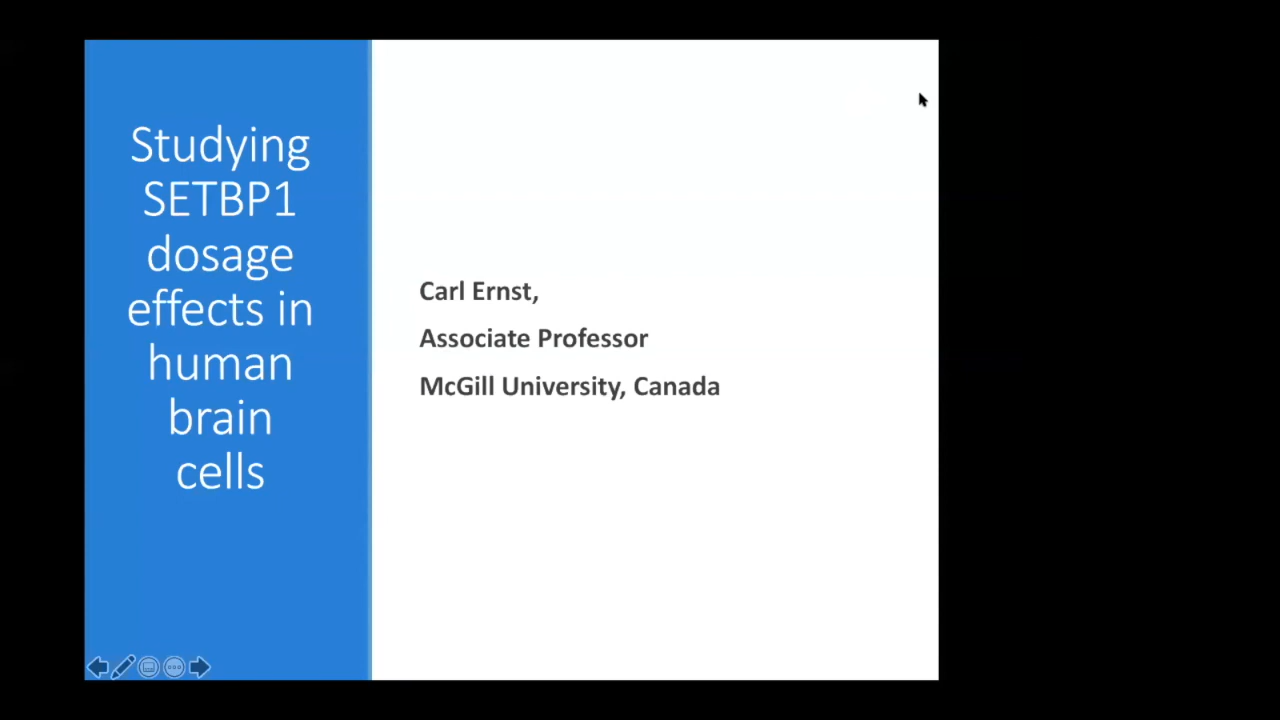 Studying
SETBP1
dosage
effects in
human
brain
cells
Carl Ernst,
Associate Professor
McGill University, Canada